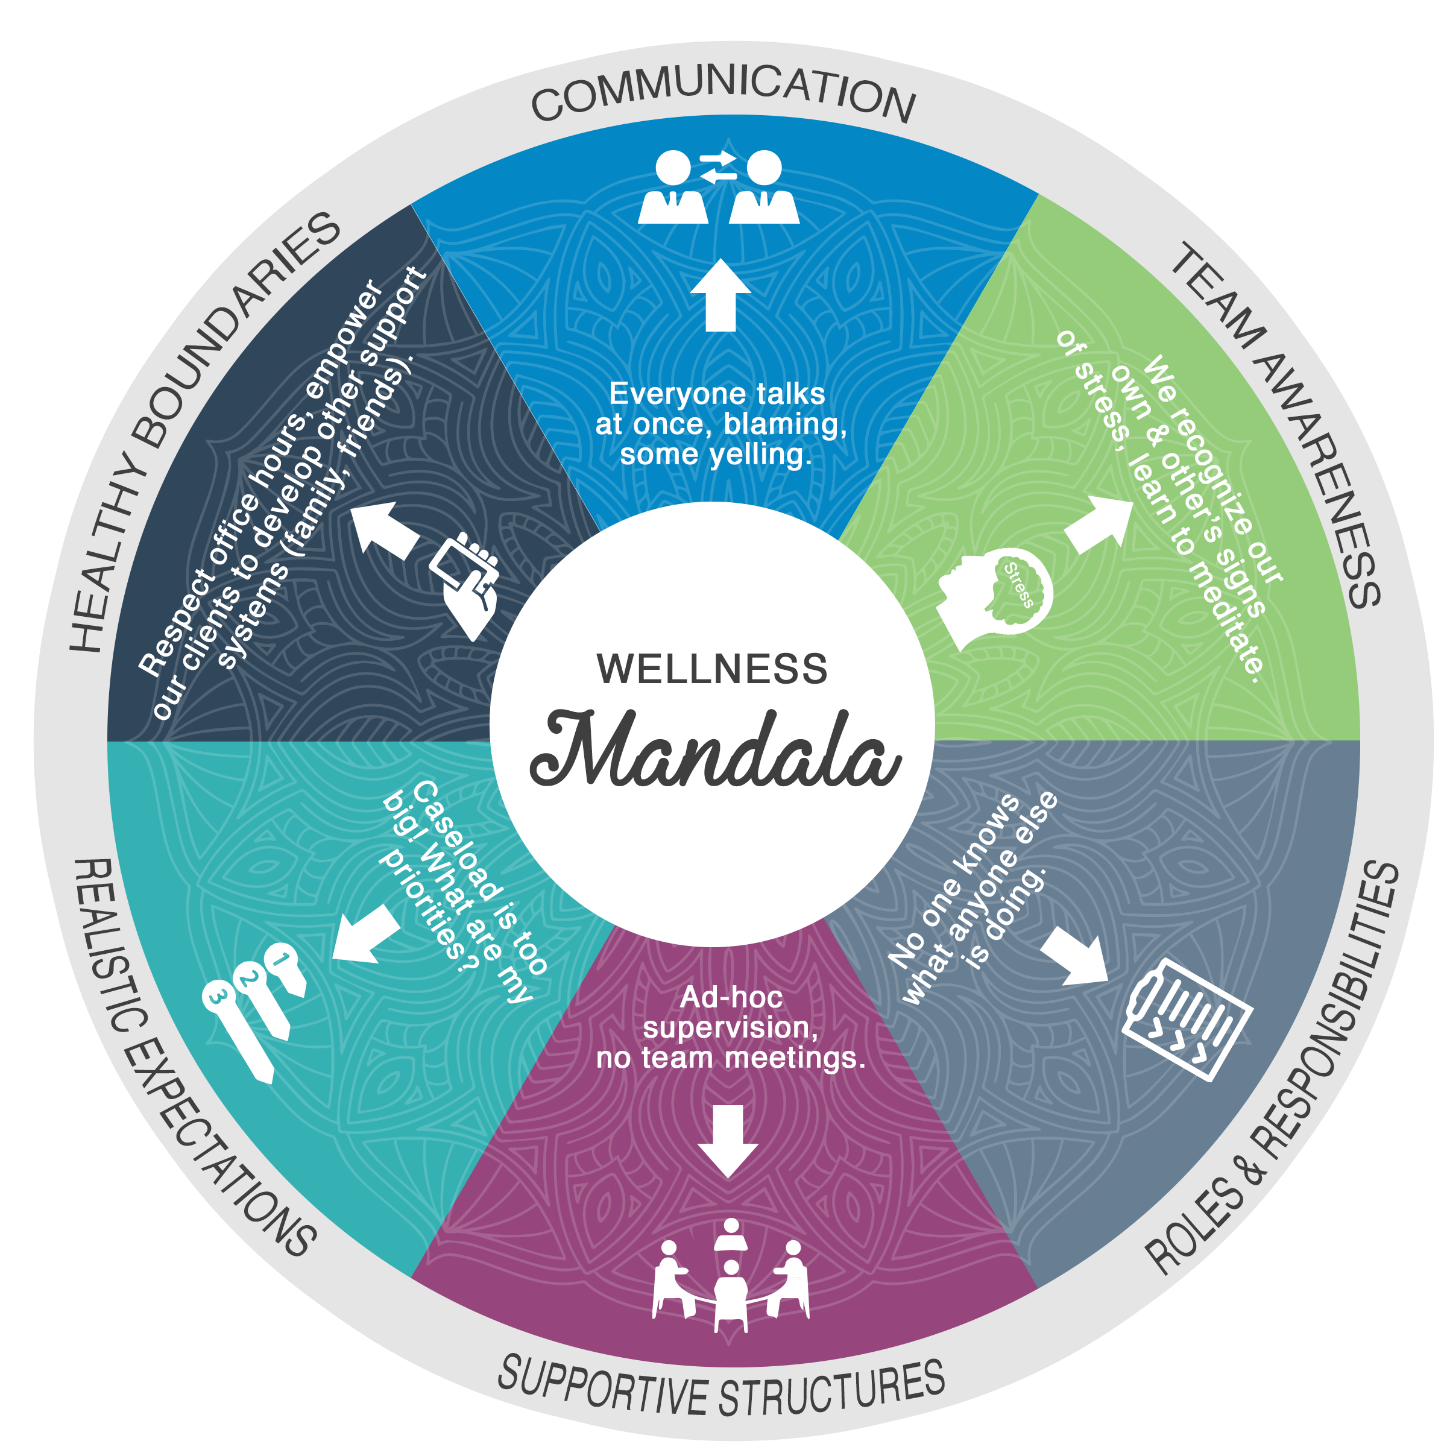 COMMUNICATION
Everyone talks
at once, blaming,
some yelling.
TEAM AWARENESS
We recognize our
own & other's signs
of stress, learn to meditate.
Stress
ROLES & RESPONSIBILITIES
No one knows
what anyone else
is doing.
SUPPORTIVE STRUCTURES
Ad-hoc
supervision,
no team meetings.
REALISTIC EXPECTATIONS
Caseload is too
big! What are my
priorities?
1
2
3
HEALTHY BOUNDARIES
Respect office hours, empower
our clients to develop other support
systems (family, friends).
WELLNESS
Mandala